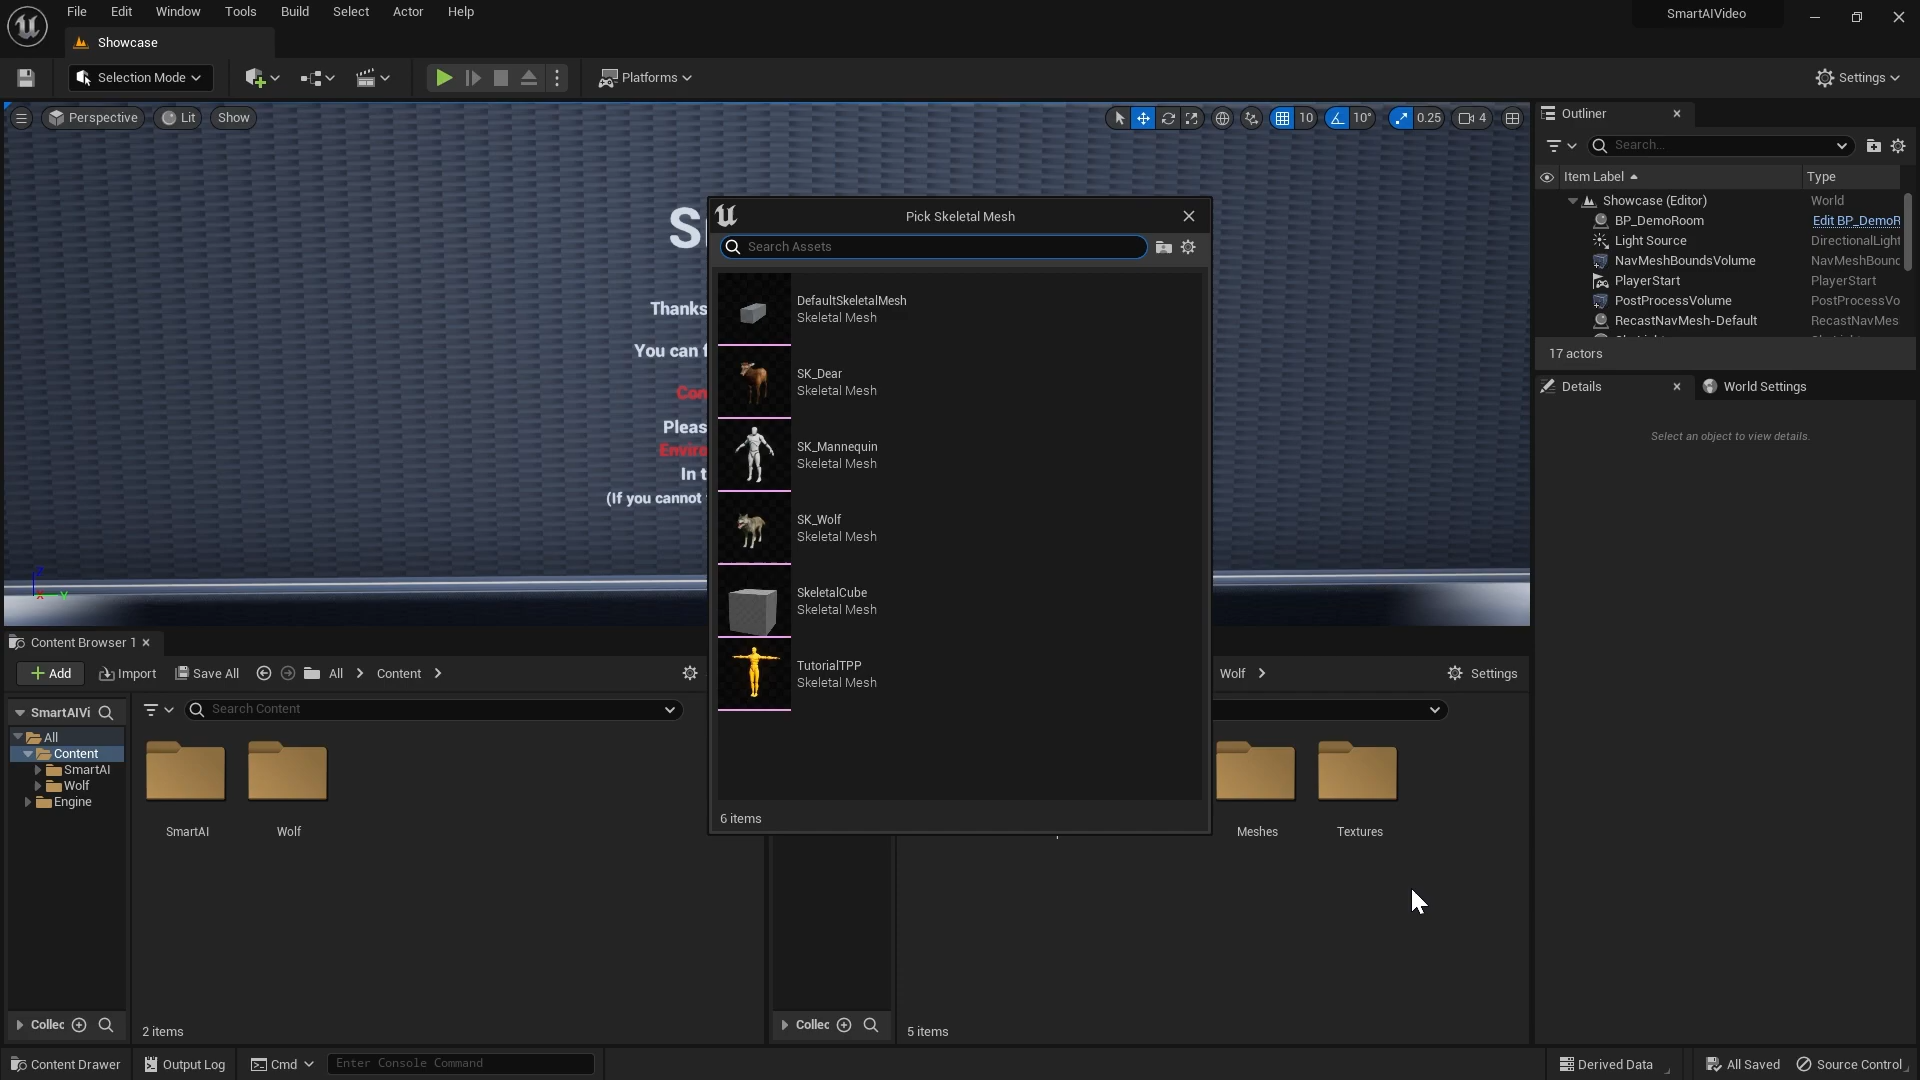 File Edit Window Tools Build Select Actor Help
SmartAIVideo
Showcase
Selection Mode
Platforms
Settings
Perspective
Lit
Show
10
10°
0.25
4
Outliner
Search...
Item Label
Type
Showcase (Editor)
World
BP_DemoRoom
Edit BP_DemoR
Light Source
DirectionalLight
NavMeshBoundsVolume
NavMeshBounc
PlayerStart
PlayerStart
PostProcessVolume
PostProcessVo
RecastNavMesh-Default
RecastNavMes
17 actors
Details
World Settings
Select an object to view details.
Thanks
You can f
Con
Pleas
Enviro
In t
(If you cannot
Pick Skeletal Mesh
Search Assets
DefaultSkeletalMesh
Skeletal Mesh
SK_Dear
Skeletal Mesh
SK_Mannequin
Skeletal Mesh
SK_Wolf
Skeletal Mesh
SkeletalCube
Skeletal Mesh
TutorialTPP
Skeletal Mesh
6 items
Content Browser 1
Add
Import
Save All
All
Content
SmartAIVi
Search Content
All
Content
SmartAI
Wolf
Engine
SmartAI
Wolf
Collec
2 items
Wolf
Settings
Meshes
Textures
Collec
5 items
Content Drawer
Output Log
Cmd
Enter Console Command
Derived Data
All Saved
Source Control